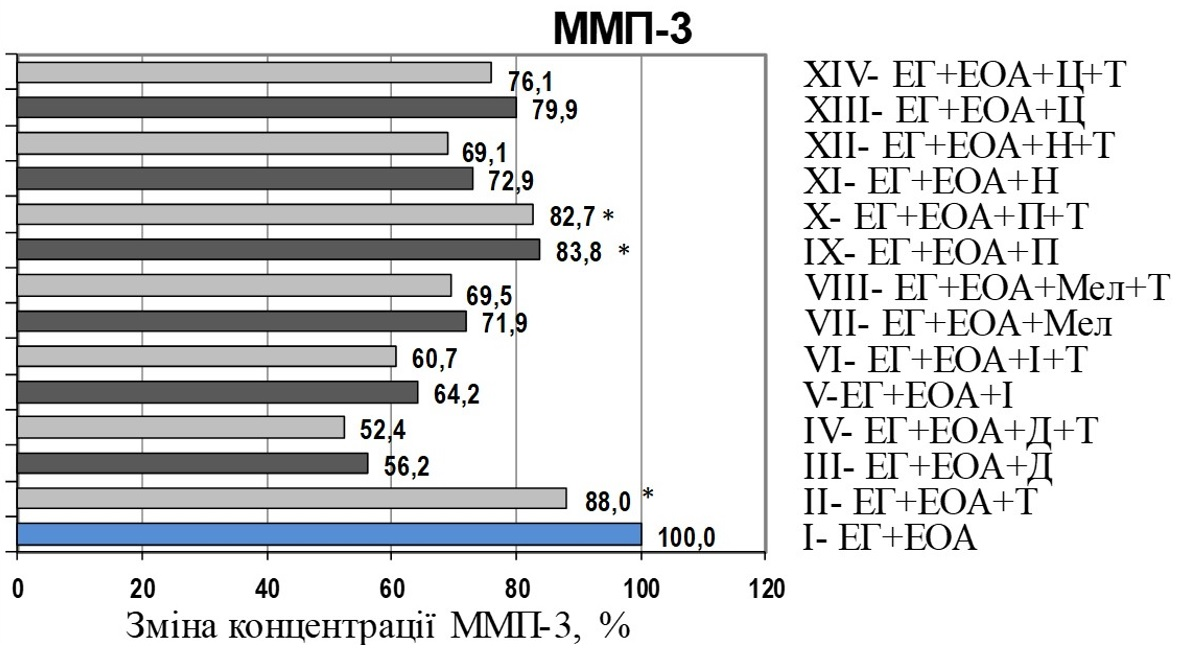 ММП-3
76,1
XIV- ЕГ+ЕОА+Ц+Т
79,9
XIII- ЕГ+ЕОА+Ц
69,1
XII- ЕГ+ЕОА+Н+Т
72,9
XI- ЕГ+ЕОА+Н
82,7 *
X- ЕГ+ЕОА+П+Т
83,8 *
IX- ЕГ+ЕОА+П
69,5
VIII- ЕГ+ЕОА+Мел+Т
71,9
VII- ЕГ+ЕОА+Мел
60,7
VI- ЕГ+ЕОА+І+Т
64,2
V-ЕГ+ЕОА+І
52,4
IV- ЕГ+ЕОА+Д+Т
56,2
III- ЕГ+ЕОА+Д
88,0 *
II- ЕГ+ЕОА+Т
100,0
I- ЕГ+ЕОА
0 20 40 60 80 100 120
Зміна концентрації ММП-3, %